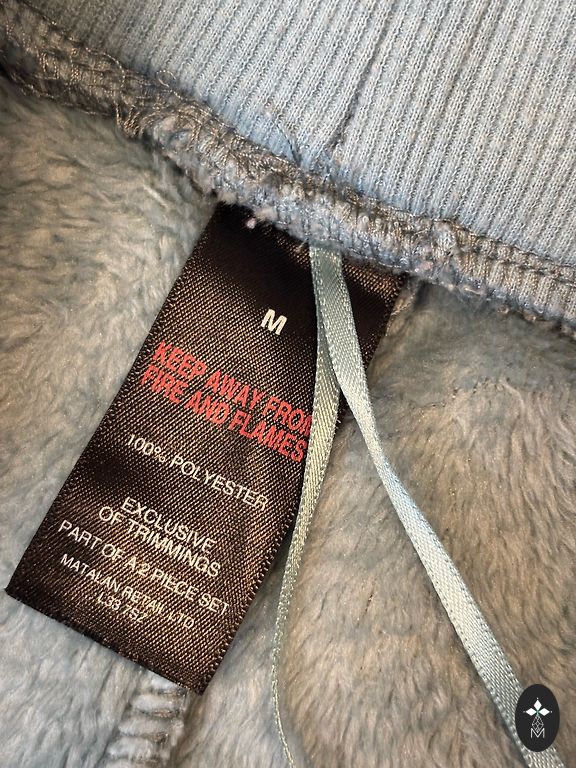 M
KEEP AWAY FROM
FIRE AND FLAMES
100% POLYESTER
EXCLUSIVE
OF TRIMMINGS
PART OF A 2 PIECE SET
MATALAN RETAIL LTD.
L33 7SZ
M